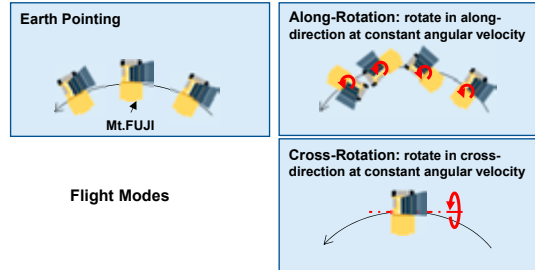 Earth Pointing
Mt.FUJI
Along-Rotation: rotate in along-
direction at constant angular velocity
Flight Modes
Cross-Rotation: rotate in cross-
direction at constant angular velocity